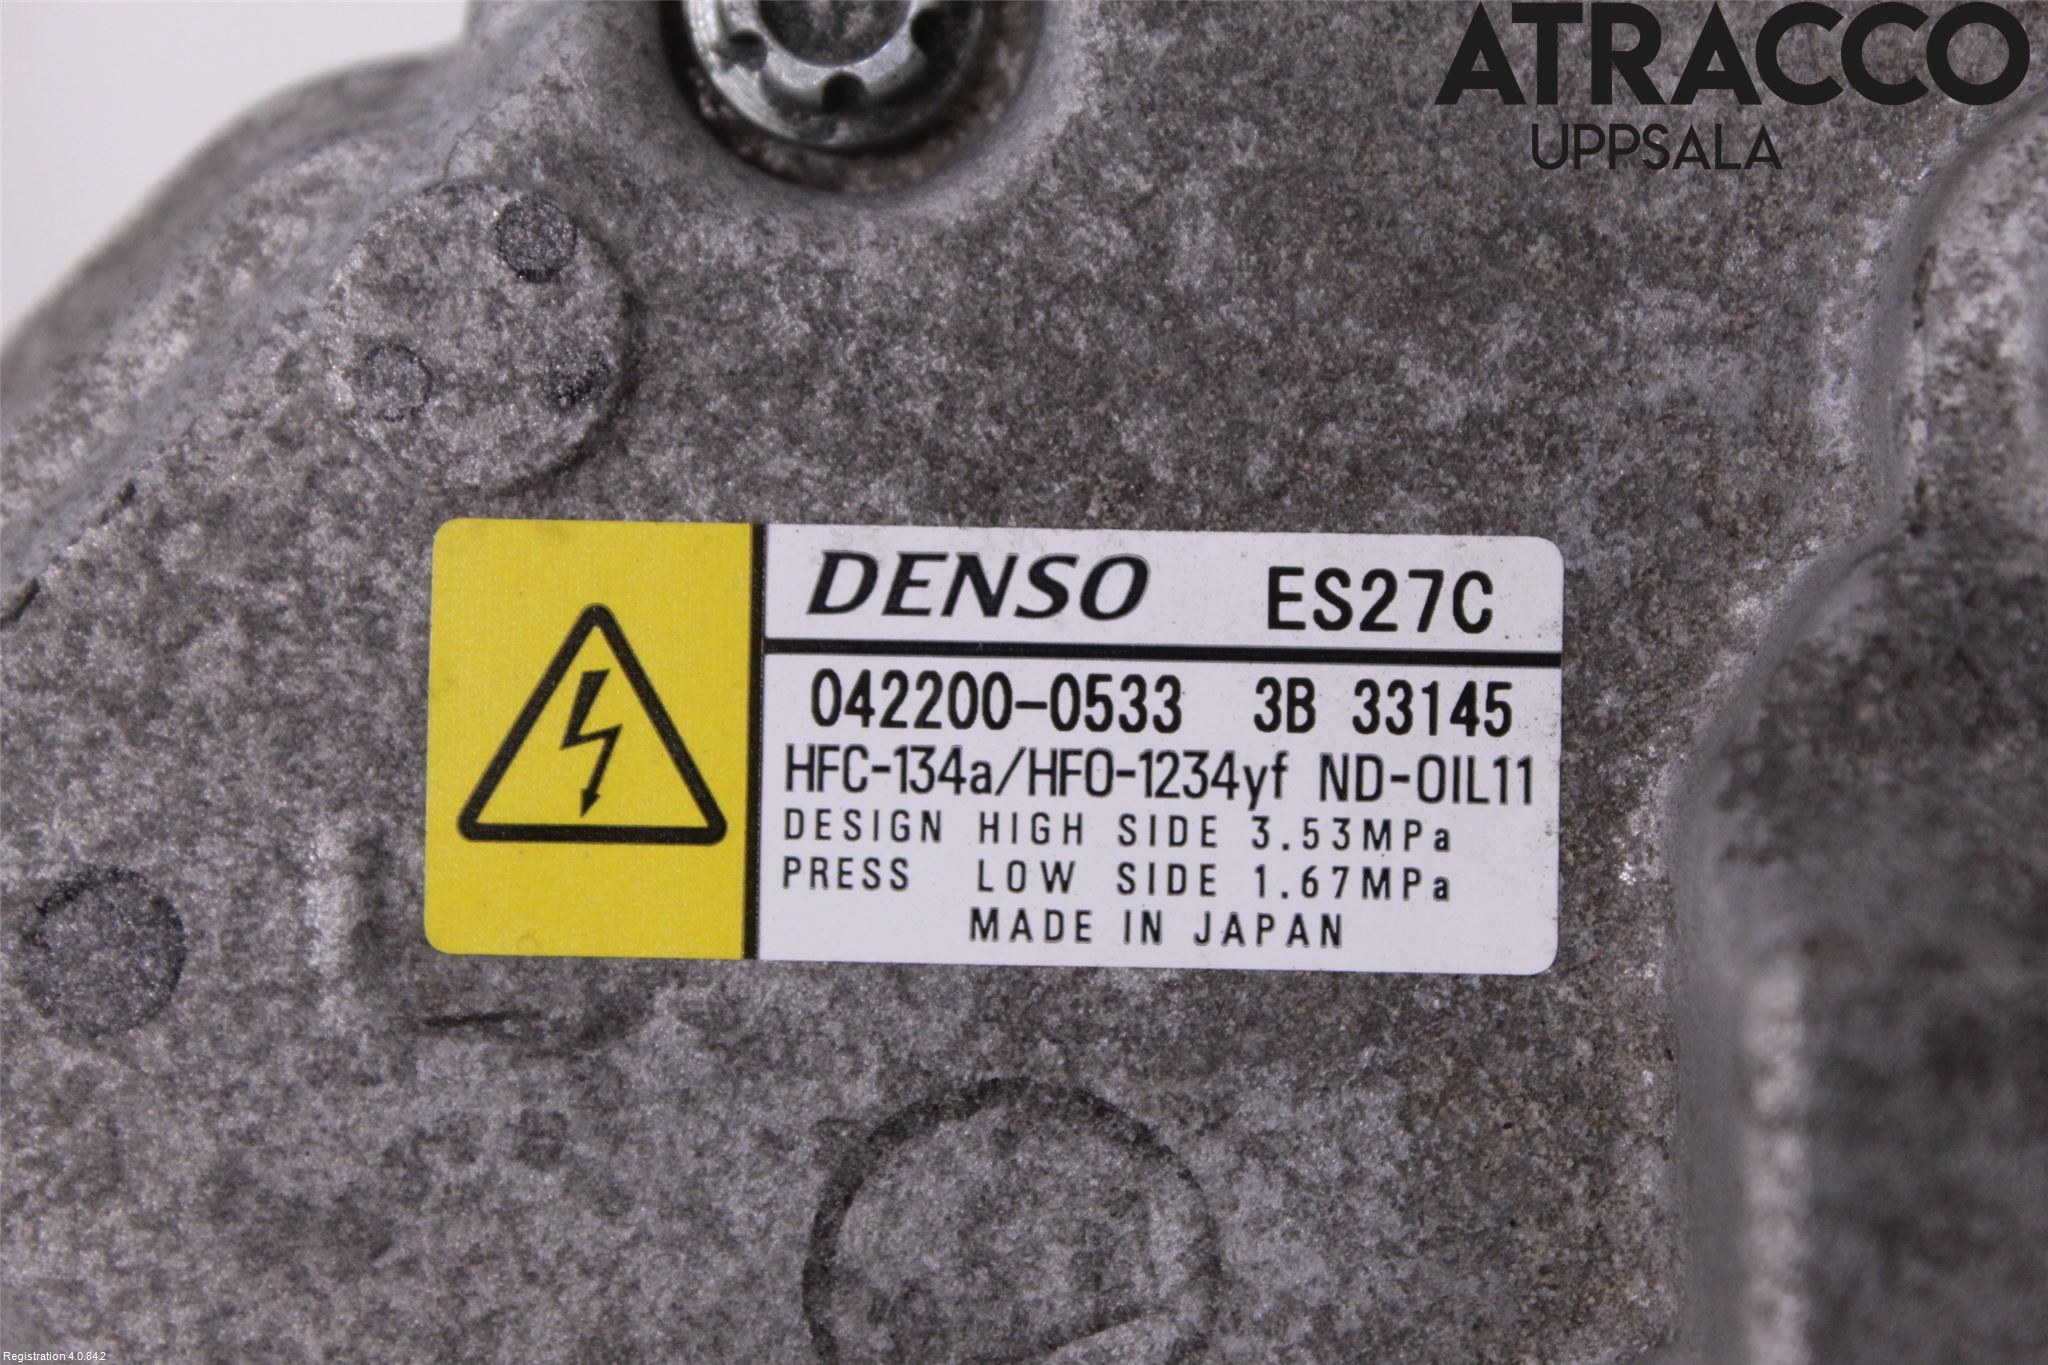 ATRACCO
UPPSALA
DENSO ES27C
042200-0533 3B 33145
HFC-134a/HFO-1234yf ND-OIL11
DESIGN HIGH SIDE 3.53MPa
PRESS LOW SIDE 1.67MPa
MADE IN JAPAN
Registration 4.0.842